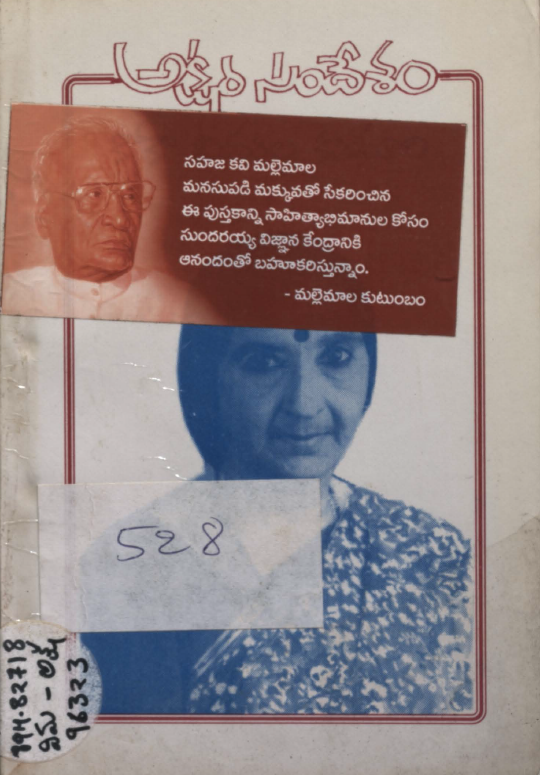 అక్షర సందేశం
సహజ కవి మల్లెమాల
మనసుపడి మక్కువతో సేకరించిన
ఈ పుస్తకాన్ని సాహిత్యాభిమానుల కోసం
సుందరయ్య విజ్ఞాన కేంద్రానికి
ఆనందంతో బహూకరిస్తున్నాం.
- మల్లెమాల కుటుంబం
528
894.82718
విమ - అక్ష
96323